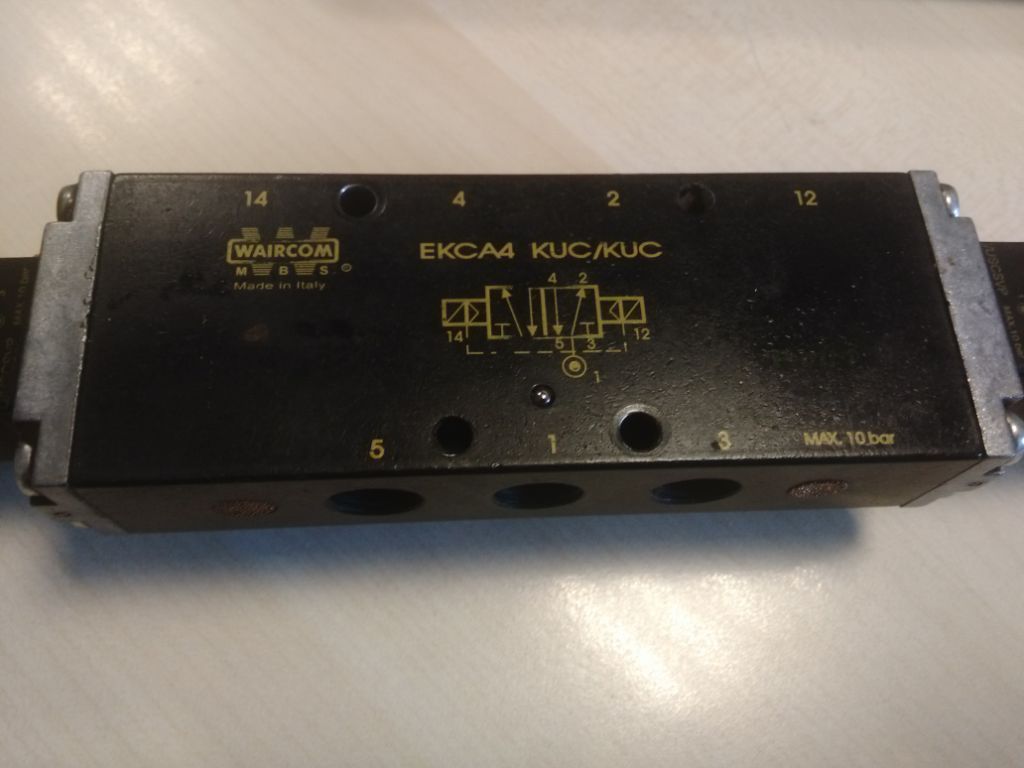 14 4 2 12
WAIRCOM
M B S ®
Made in Italy
EKCA4 KUC/KUC
4 2
14 5 3 12
1
5 1 3
MAX. 10 bar